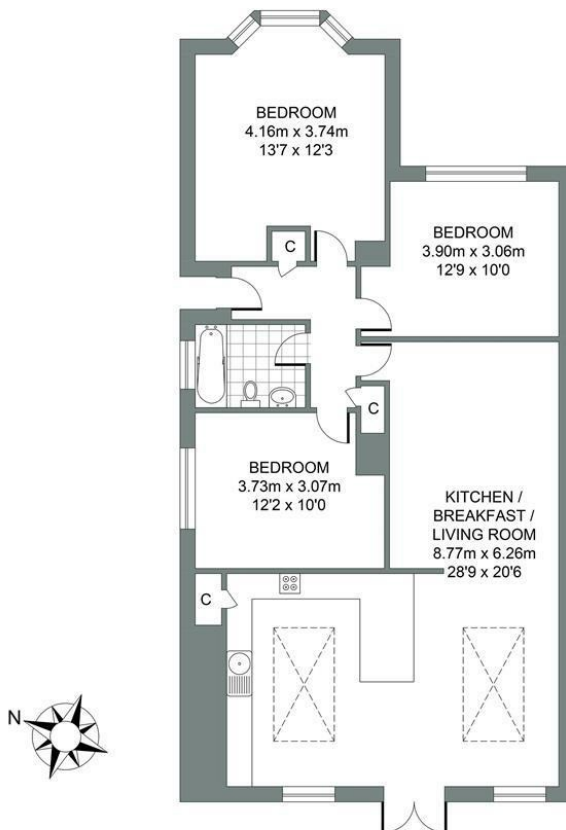 BEDROOM
4.16m x 3.74m
13'7 x 12'3
C
BEDROOM
3.90m x 3.06m
12'9 x 10'0
C
BEDROOM
3.73m x 3.07m
12'2 x 10'0
KITCHEN /
BREAKFAST /
LIVING ROOM
8.77m x 6.26m
28'9 x 20'6
C
N